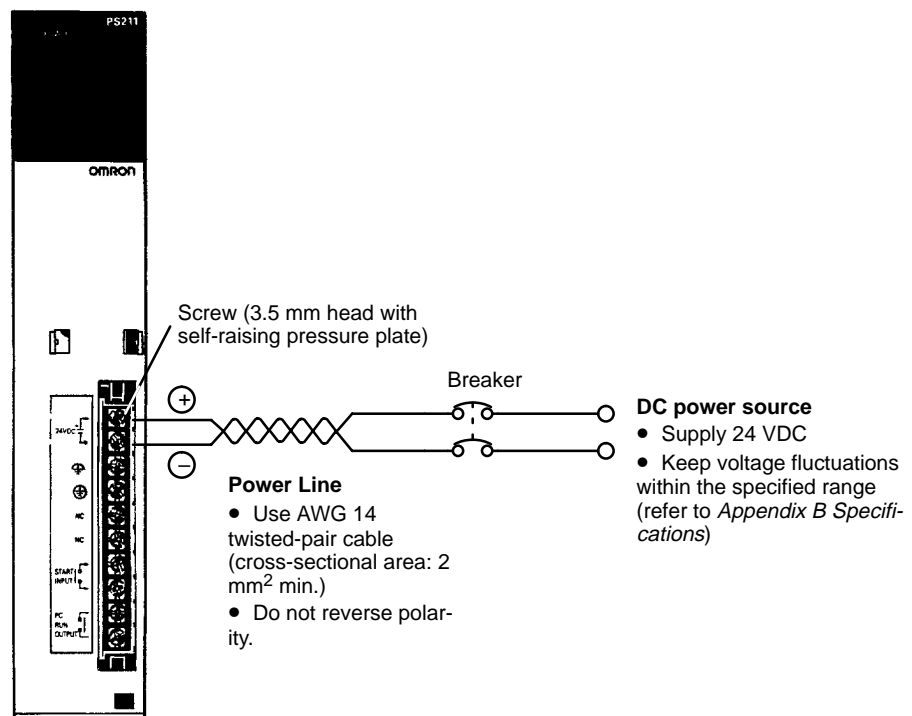 PS211
OMRON
Screw (3.5 mm head with
self-raising pressure plate)
Breaker
+
−
24VDC
+
NC
NC
START
INPUT
PC
RUN
OUTPUT
Power Line
• Use AWG 14
twisted-pair cable
(cross-sectional area: 2
mm2 min.)
• Do not reverse polar-
ity.
DC power source
• Supply 24 VDC
• Keep voltage fluctuations
within the specified range
(refer to Appendix B Specifi-
cations)